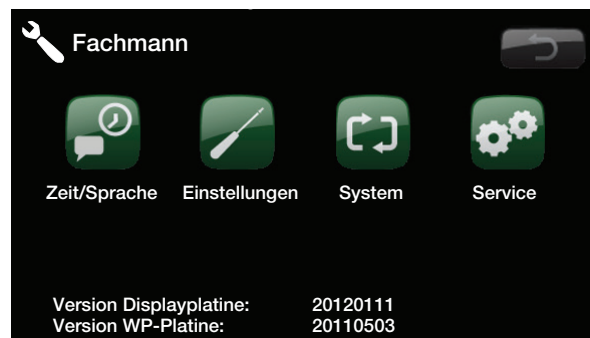 Fachmann
Zeit/Sprache Einstellungen System Service
Version Displayplatine: 20120111
Version WP-Platine: 20110503